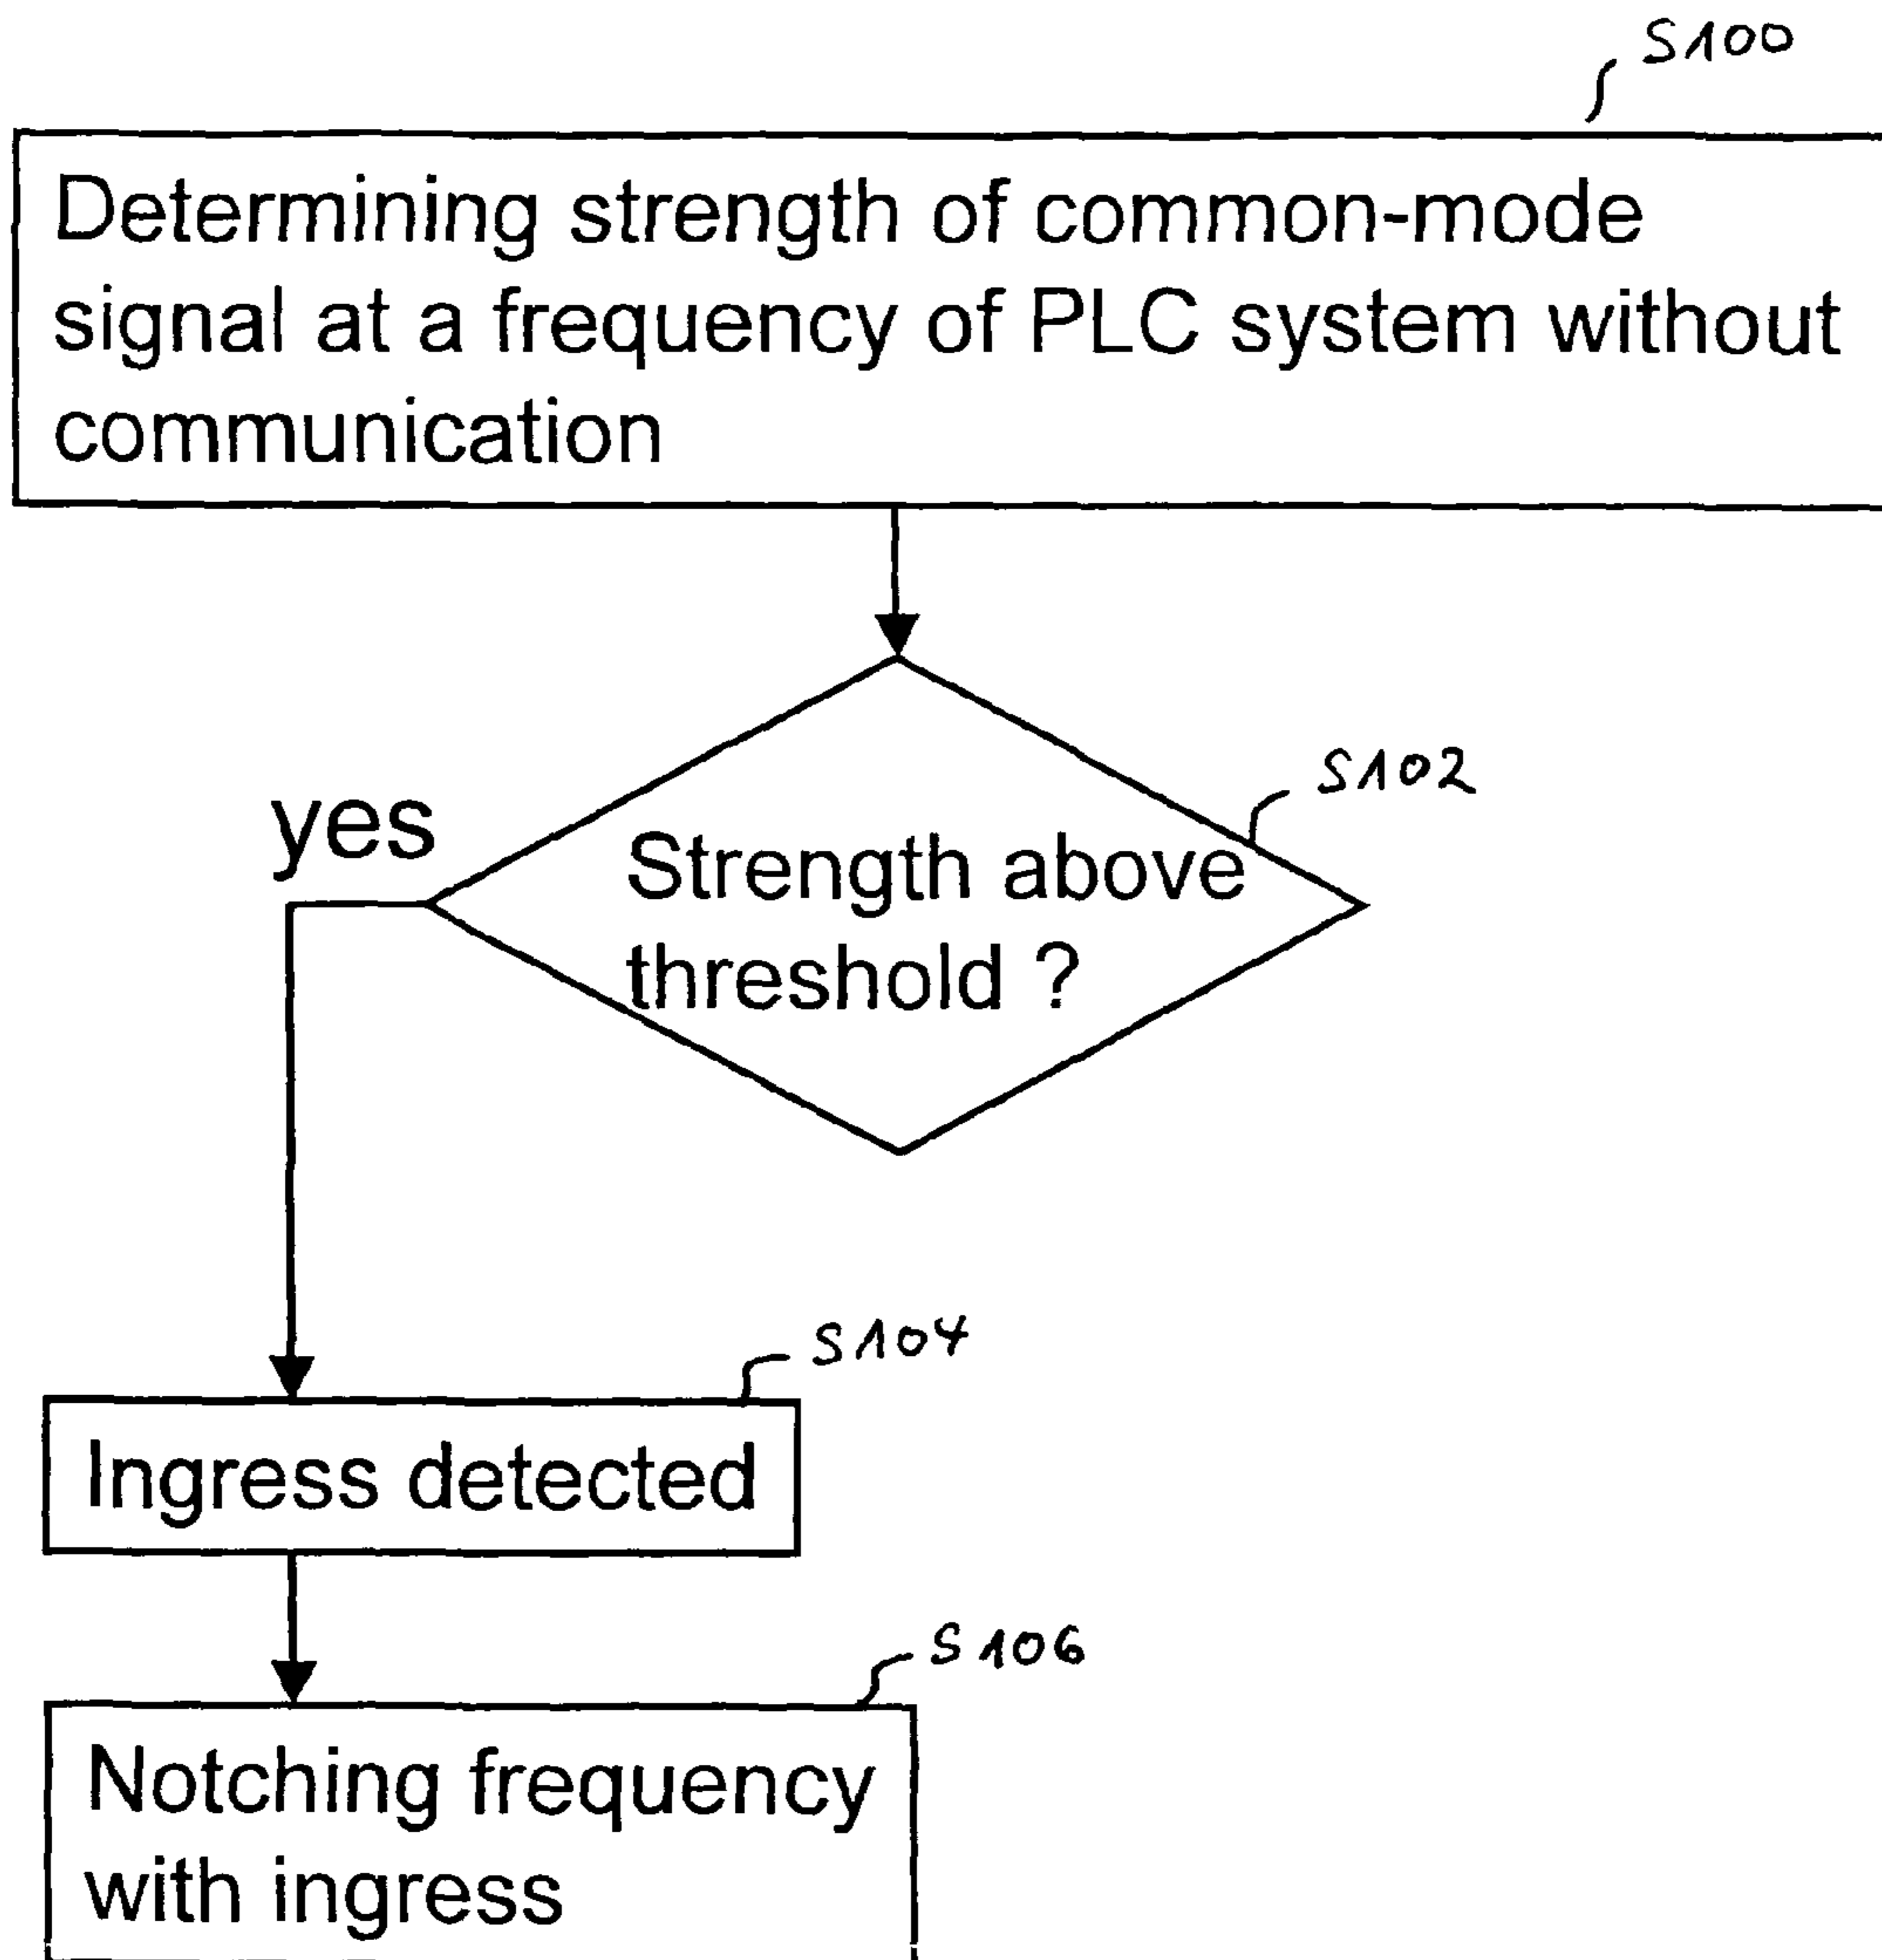 S100
Determining strength of common-mode
signal at a frequency of PLC system without
communication
S102
yes
Strength above
threshold ?
S104
Ingress detected
S106
Notching frequency
with ingress